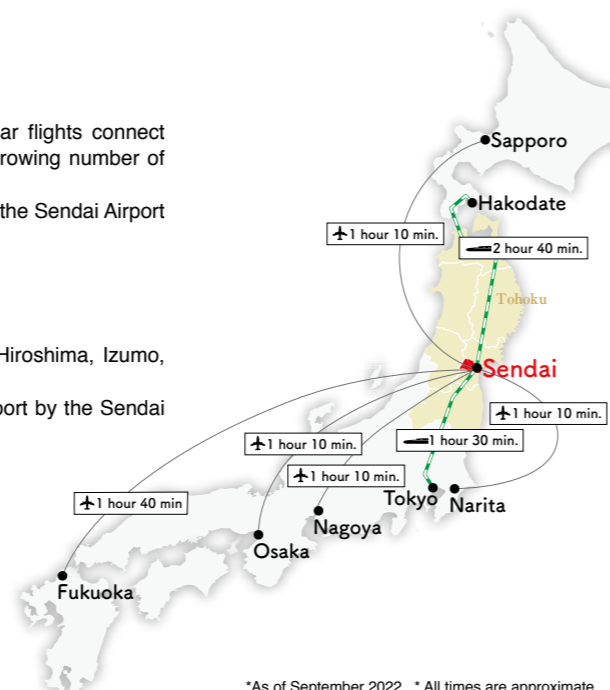 ar flights connect
rowing number of
the Sendai Airport
Hiroshima, Izumo,
port by the Sendai
Sapporo
Hakodate
1 hour 10 min.
2 hour 40 min.
Tohoku
Sendai
1 hour 10 min.
1 hour 10 min.
1 hour 30 min.
1 hour 10 min.
1 hour 40 min
Tokyo
Narita
Nagoya
Osaka
Fukuoka
*As of September 2022 * All times are approximate